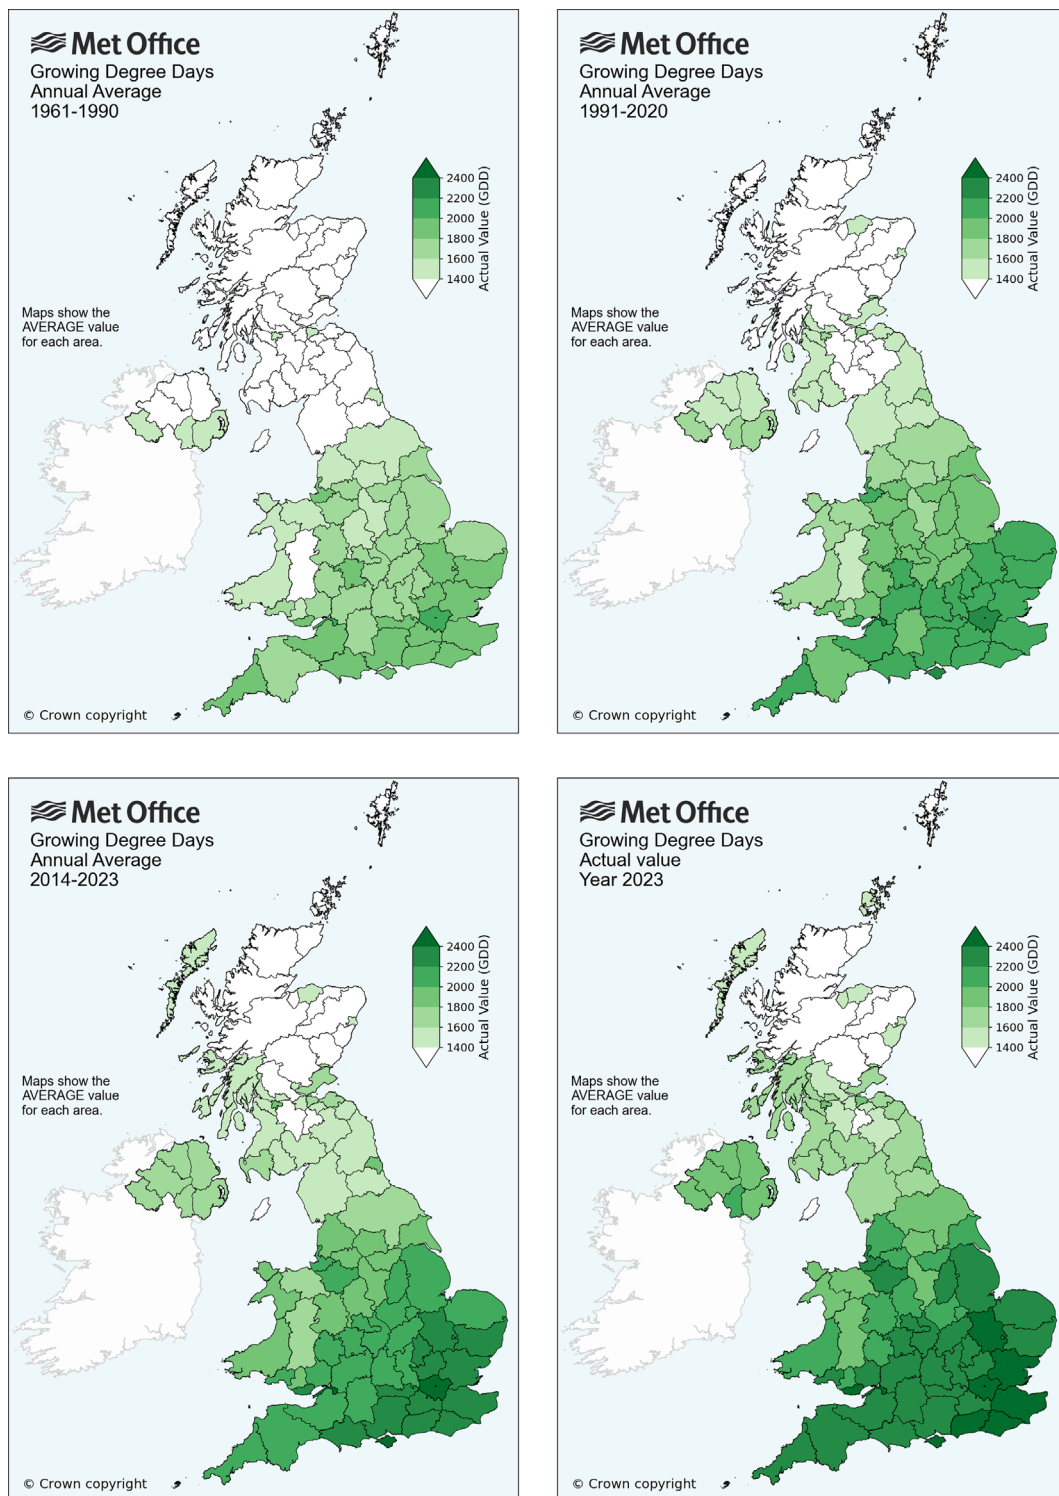 Met Office
Growing Degree Days
Annual Average
1961-1990
2400
2200
2000
1800
1600
1400
Actual Value (GDD)
Maps show the
AVERAGE value
for each area.
© Crown copyright
Met Office
Growing Degree Days
Annual Average
1991-2020
2400
2200
2000
1800
1600
1400
Actual Value (GDD)
Maps show the
AVERAGE value
for each area.
© Crown copyright
Met Office
Growing Degree Days
Annual Average
2014-2023
2400
2200
2000
1800
1600
1400
Actual Value (GDD)
Maps show the
AVERAGE value
for each area.
© Crown copyright
Met Office
Growing Degree Days
Actual value
Year 2023
2400
2200
2000
1800
1600
1400
Actual Value (GDD)
Maps show the
AVERAGE value
for each area.
© Crown copyright